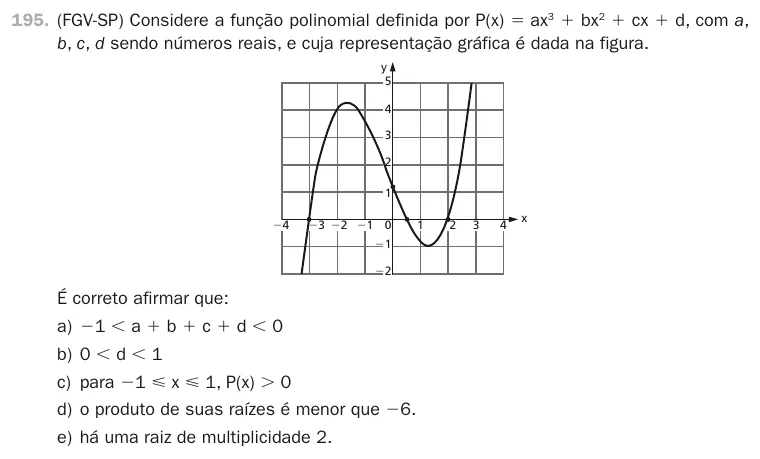 195. (FGV-SP) Considere a função polinomial definida por P(x) = ax³ + bx² + cx + d, com a,
b, c, d sendo números reais, e cuja representação gráfica é dada na figura.
y
5
4
3
2
1
−4 −3 −2 −1 0 1 2 3 4 x
−1
−2
É correto afirmar que:
a) −1 < a + b + c + d < 0
b) 0 < d < 1
c) para −1 ⩽ x ⩽ 1, P(x) > 0
d) o produto de suas raízes é menor que −6.
e) há uma raiz de multiplicidade 2.